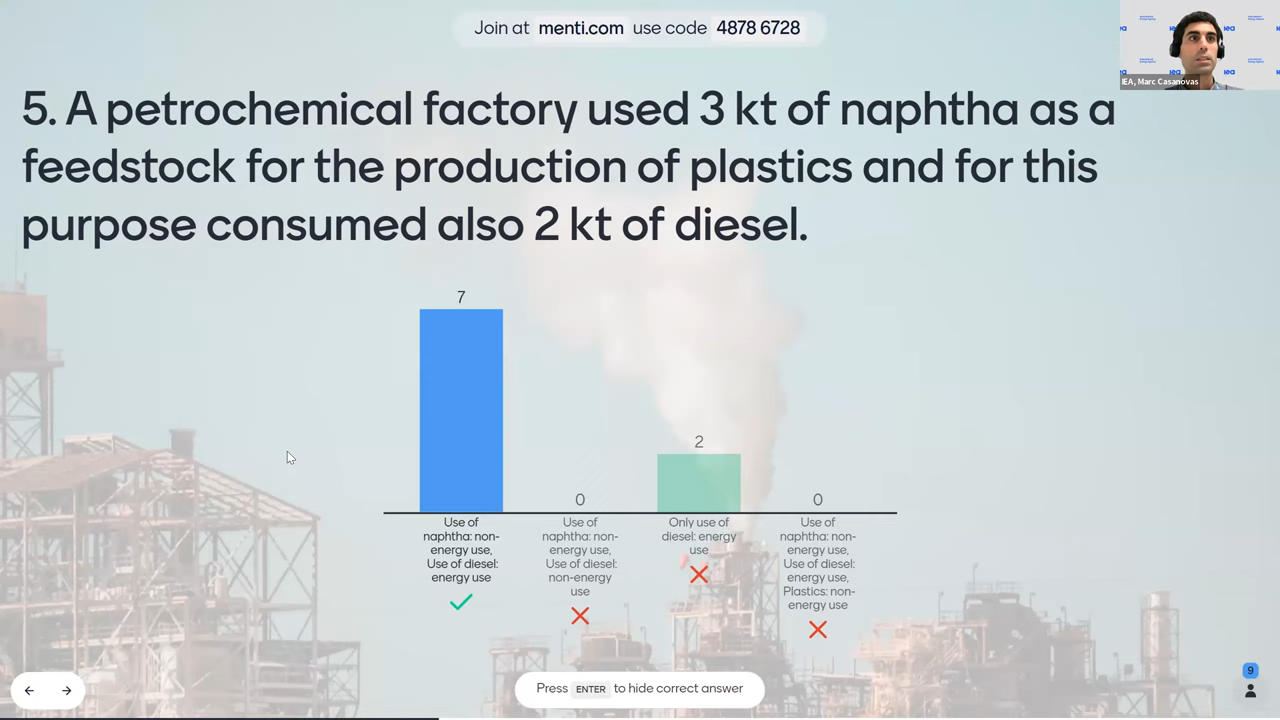 Join at menti.com use code 4878 6728
IEA, Marc Casanovas
5. A petrochemical factory used 3 kt of naphtha as a
feedstock for the production of plastics and for this
purpose consumed also 2 kt of diesel.
7
0
2
0
Use of
naphtha: non-
energy use,
Use of diesel:
energy use
Use of
naphtha: non-
energy use,
Use of diesel:
non-energy
use
Only use of
diesel: energy
use
Use of
naphtha: non-
energy use,
Use of diesel:
energy use,
Plastics: non-
energy use
Press ENTER to hide correct answer
9